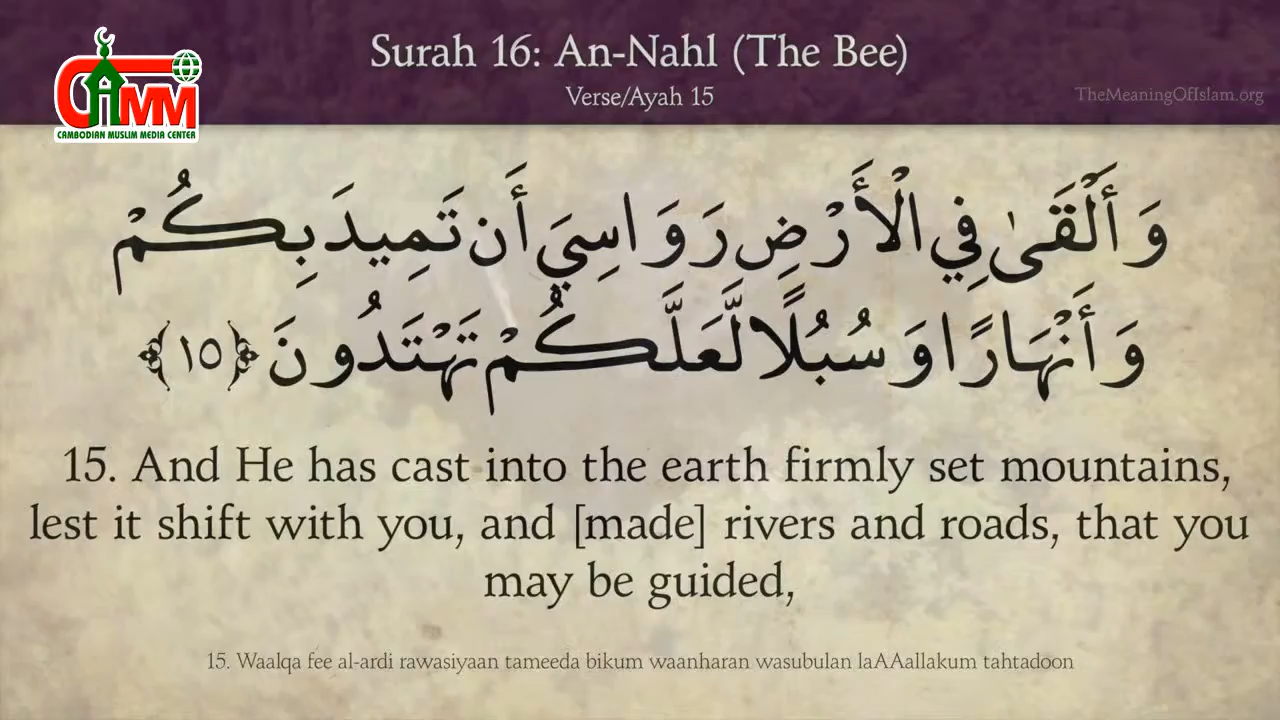 Surah 16: An-Nahl (The Bee)
Verse/Ayah 15
TheMeaningOfIslam.org
CAMM
CAMBODIAN MUSLIM MEDIA CENTER
وَأَلْقَىٰ فِي الْأَرْضِ رَوَاسِيَ أَن تَمِيدَ بِكُمْ
وَأَنْهَارًا وَسُبُلًا لَّعَلَّكُمْ تَهْتَدُونَ ﴿١٥﴾
15. And He has cast into the earth firmly set mountains,
lest it shift with you, and [made] rivers and roads, that you
may be guided,
15. Waalqa fee al-ardi rawasiyaan tameeda bikum waanharan wasubulan laAAallakum tahtadoon